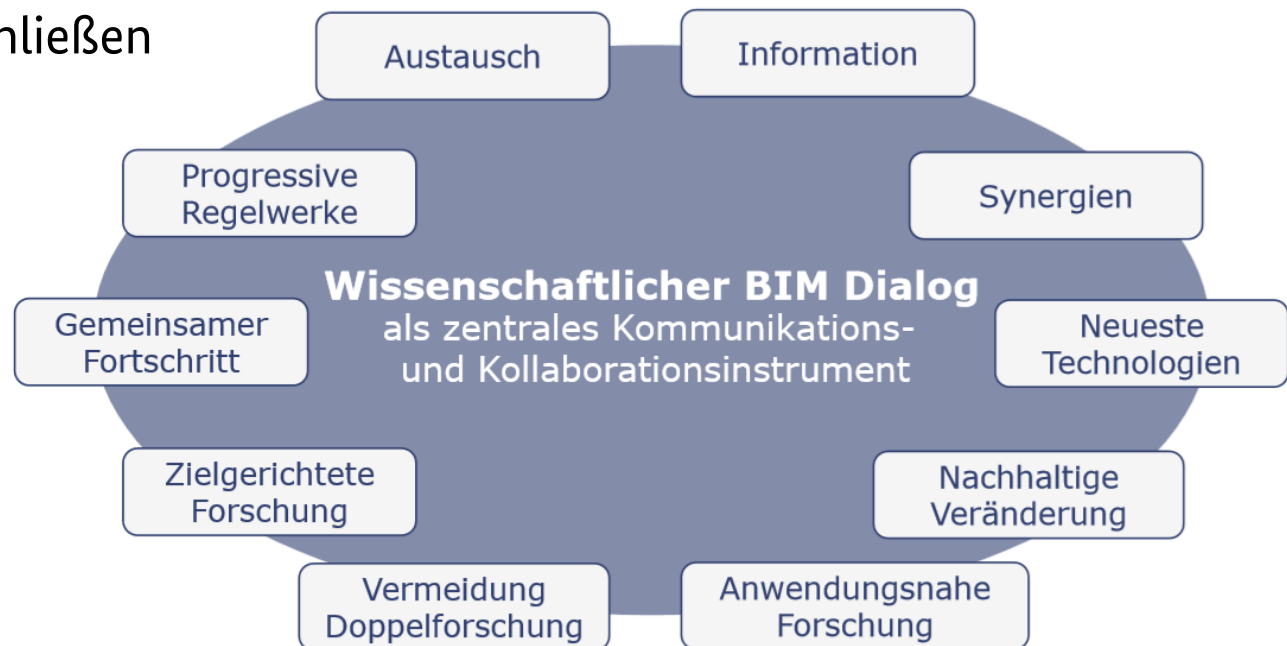 hließen
Austausch
Information
Progressive
Regelwerke
Synergien
Wissenschaftlicher BIM Dialog
als zentrales Kommunikations-
und Kollaborationsinstrument
Gemeinsamer
Fortschritt
Neueste
Technologien
Zielgerichtete
Forschung
Nachhaltige
Veränderung
Vermeidung
Doppelforschung
Anwendungsnahe
Forschung